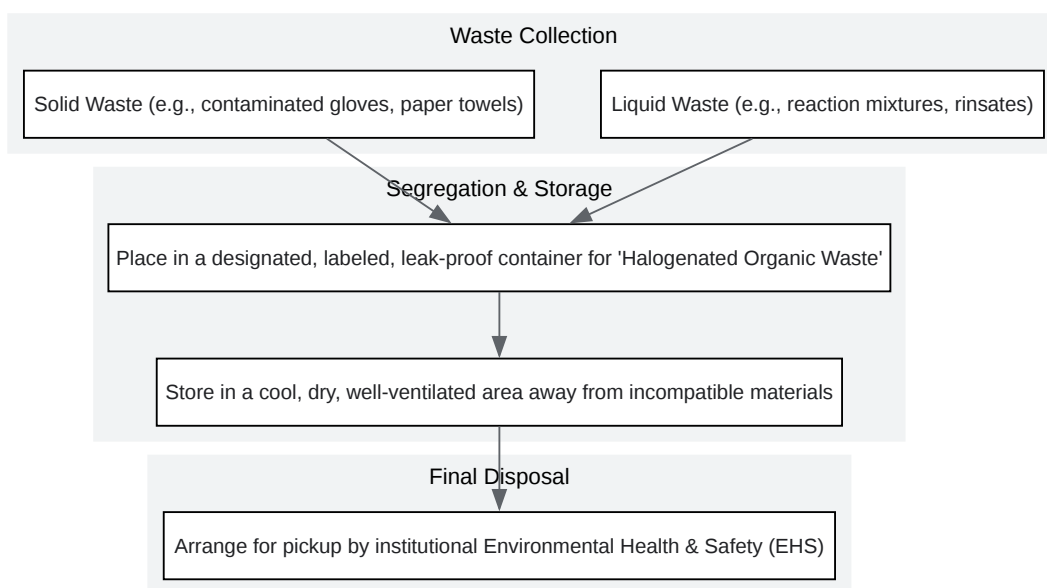 Waste Collection
Solid Waste (e.g., contaminated gloves, paper towels)
Liquid Waste (e.g., reaction mixtures, rinsates)
Segregation & Storage
Place in a designated, labeled, leak-proof container for 'Halogenated Organic Waste'
Store in a cool, dry, well-ventilated area away from incompatible materials
Final Disposal
Arrange for pickup by institutional Environmental Health & Safety (EHS)